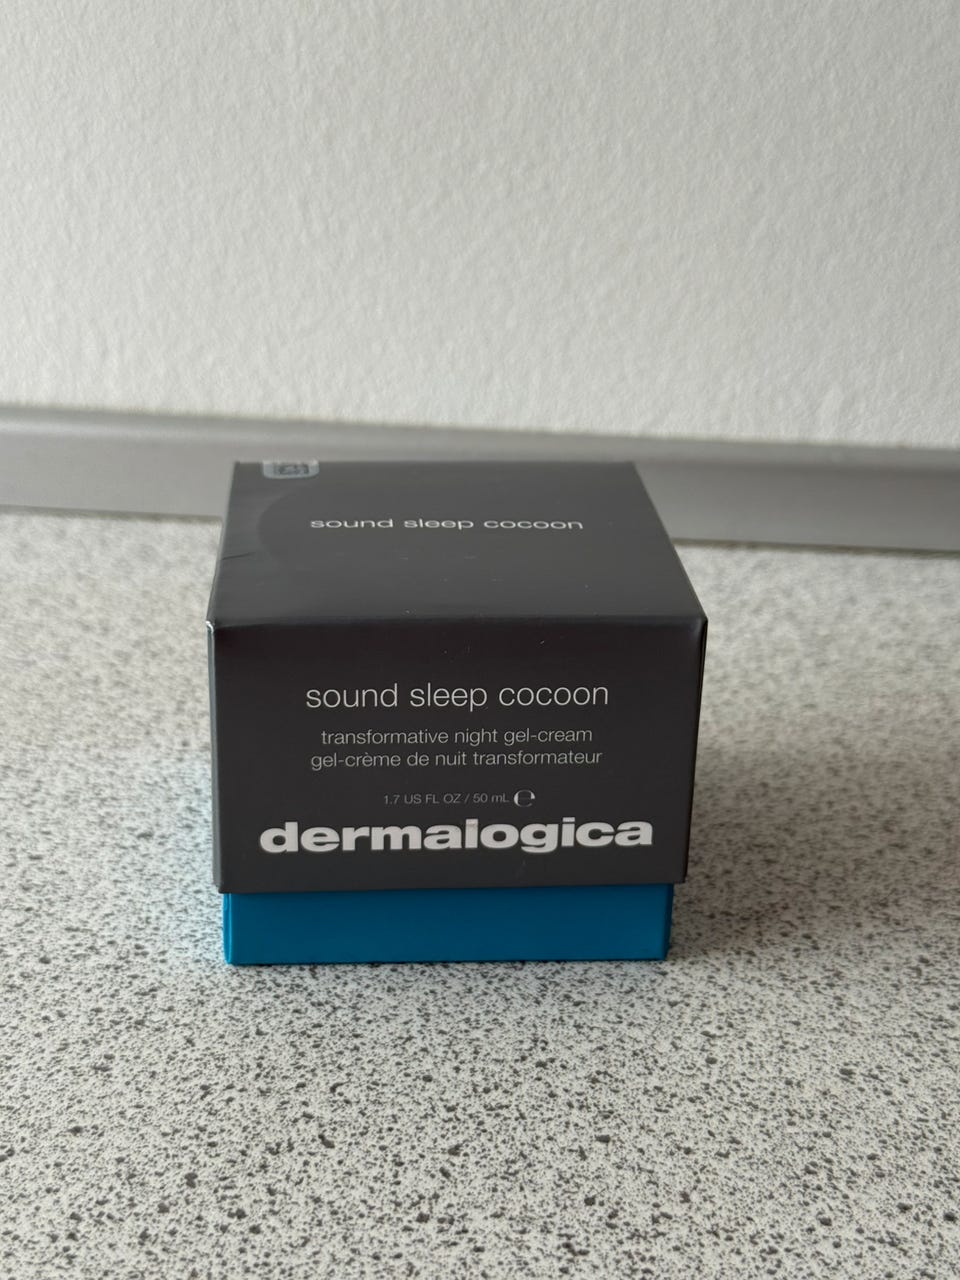 sound sleep cocoon
sound sleep cocoon
transformative night gel-cream
gel-crème de nuit transformateur
1.7 US FL OZ / 50 mL ℮
dermalogica